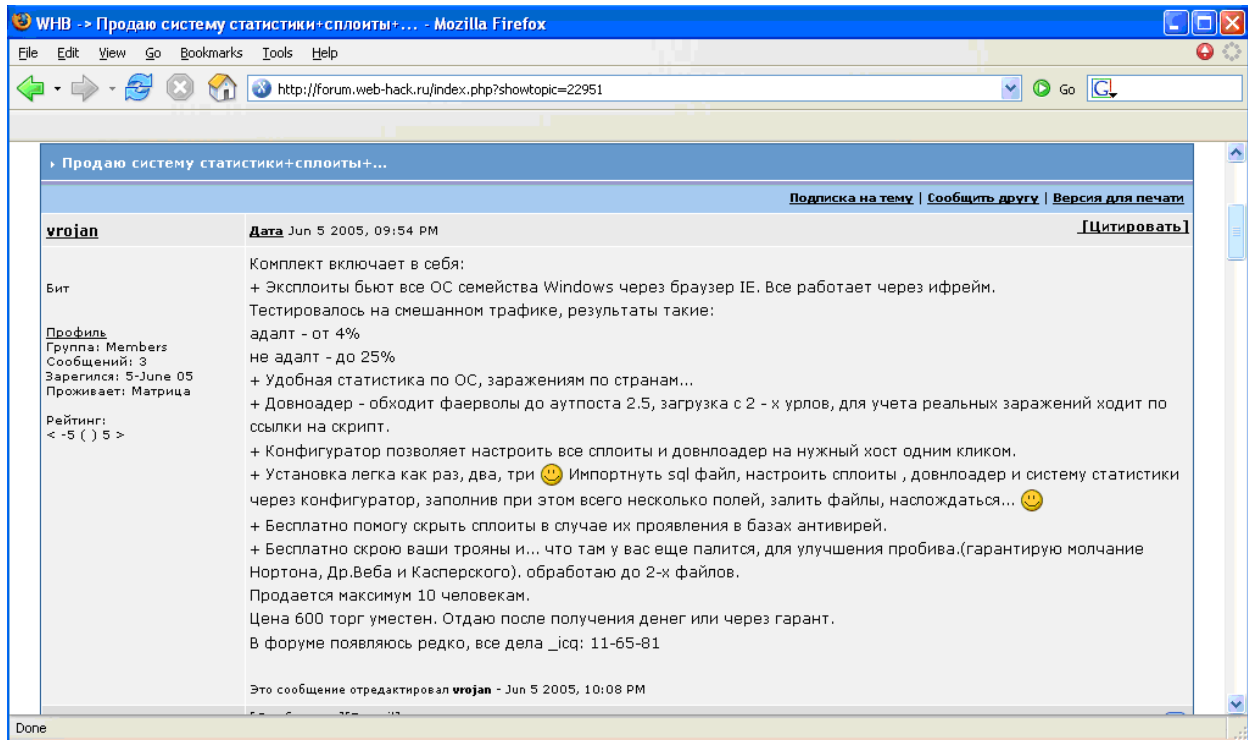 WHB -> Продаю систему статистики+сплоиты+... - Mozilla Firefox
File Edit View Go Bookmarks Tools Help
http://forum.web-hack.ru/index.php?showtopic=22951
Go
G
› Продаю систему статистики+сплоиты+...
Подписка на тему | Сообщить другу | Версия для печати
vrojan
Дата Jun 5 2005, 09:54 PM
[Цитировать]
Бит
Профиль
Группа: Members
Сообщений: 3
Зарегился: 5-June 05
Проживает: Матрица
Рейтинг:
< -5 ( ) 5 >
Комплект включает в себя:
+ Эксплоиты бьют все ОС семейства Windows через браузер IE. Все работает через ифрейм.
Тестировалось на смешанном трафике, результаты такие:
адалт - от 4%
не адалт - до 25%
+ Удобная статистика по ОС, заражениям по странам...
+ Довноадер - обходит фаерволы до аутпоста 2.5, загрузка с 2 - х урлов, для учета реальных заражений ходит по
ссылки на скрипт.
+ Конфигуратор позволяет настроить все сплоиты и довнлоадер на нужный хост одним кликом.
+ Установка легка как раз, два, три Импортнуть sql файл, настроить сплоиты , довнлоадер и систему статистики
через конфигуратор, заполнив при этом всего несколько полей, залить файлы, наслождаться...
+ Бесплатно помогу скрыть сплоиты в случае их проявления в базах антивирей.
+ Бесплатно скрою ваши трояны и... что там у вас еще палится, для улучшения пробива.(гарантирую молчание
Нортона, Др.Веба и Касперского). обработаю до 2-х файлов.
Продается максимум 10 человекам.
Цена 600 торг уместен. Отдаю после получения денег или через гарант.
В форуме появляюсь редко, все дела _icq: 11-65-81
Это сообщение отредактировал vrojan - Jun 5 2005, 10:08 PM
Done